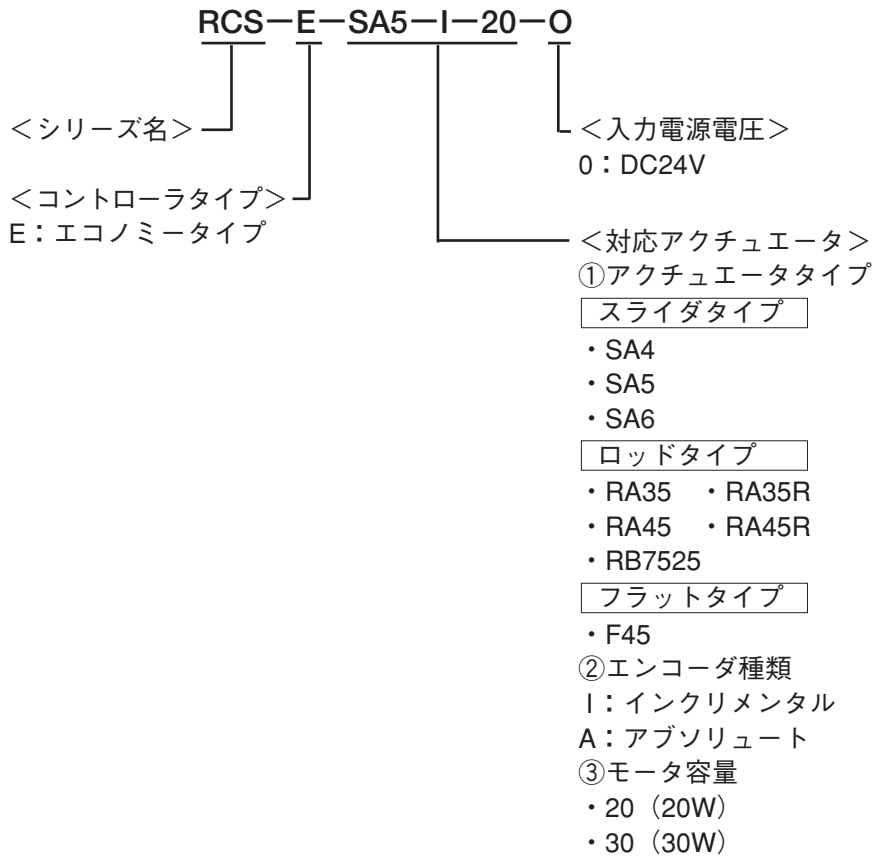 RCS－E－SA5－I－20－O
＜シリーズ名＞
＜コントローラタイプ＞
E：エコノミータイプ
＜入力電源電圧＞
0：DC24V
＜対応アクチュエータ＞
①アクチュエータタイプ
スライダタイプ
・SA4
・SA5
・SA6
ロッドタイプ
・RA35 ・RA35R
・RA45 ・RA45R
・RB7525
フラットタイプ
・F45
②エンコーダ種類
I：インクリメンタル
A：アブソリュート
③モータ容量
・20（20W）
・30（30W）